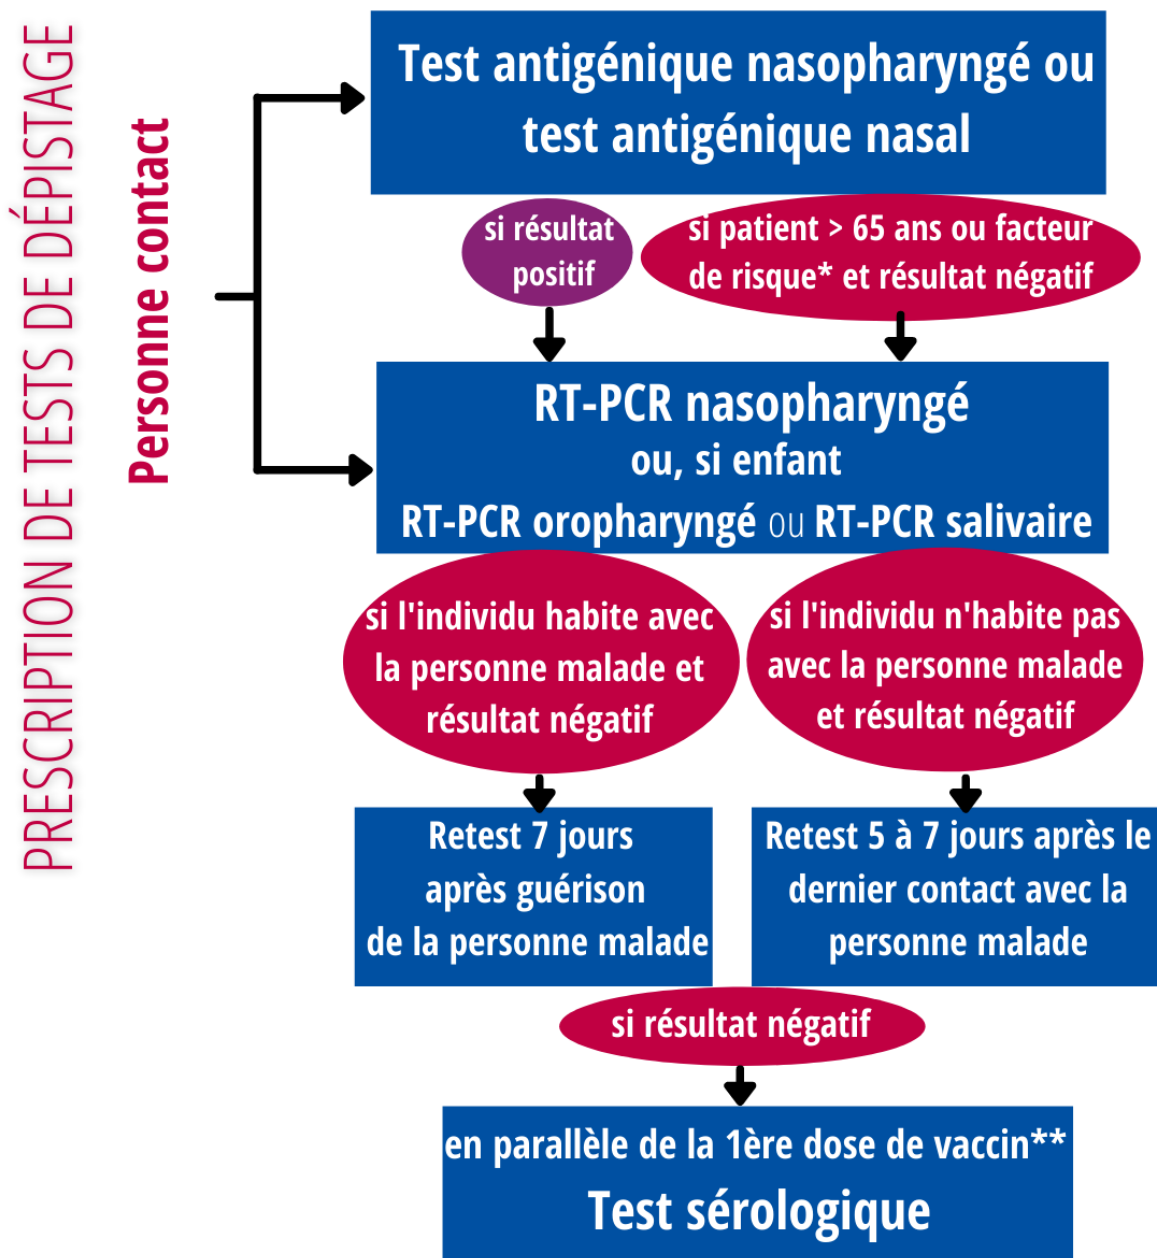 PRESCRIPTION DE TESTS DE DÉPISTAGE
Personne contact
Test antigénique nasopharyngé ou
test antigénique nasal
si résultat
positif
si patient > 65 ans ou facteur
de risque* et résultat négatif
RT-PCR nasopharyngé
ou, si enfant
RT-PCR oropharyngé ou RT-PCR salivaire
si l'individu habite avec
la personne malade et
résultat négatif
si l'individu n'habite pas
avec la personne malade
et résultat négatif
Retest 7 jours
après guérison
de la personne malade
Retest 5 à 7 jours après le
dernier contact avec la
personne malade
si résultat négatif
en parallèle de la 1ère dose de vaccin**
Test sérologique